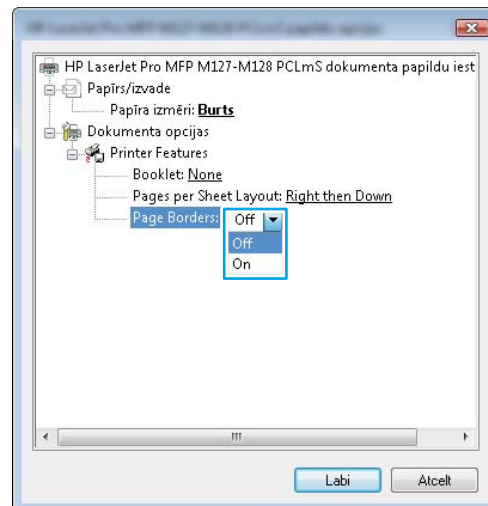 HP LaserJet Pro MFP M127-M128 PCLmS dokumenta papildu iest
Papīrs/izvade
Papīra izmēri: Burts
Dokumenta opcijas
Printer Features
Booklet: None
Pages per Sheet Layout: Right then Down
Page Borders: Off
Off
On
Labi Atcelt